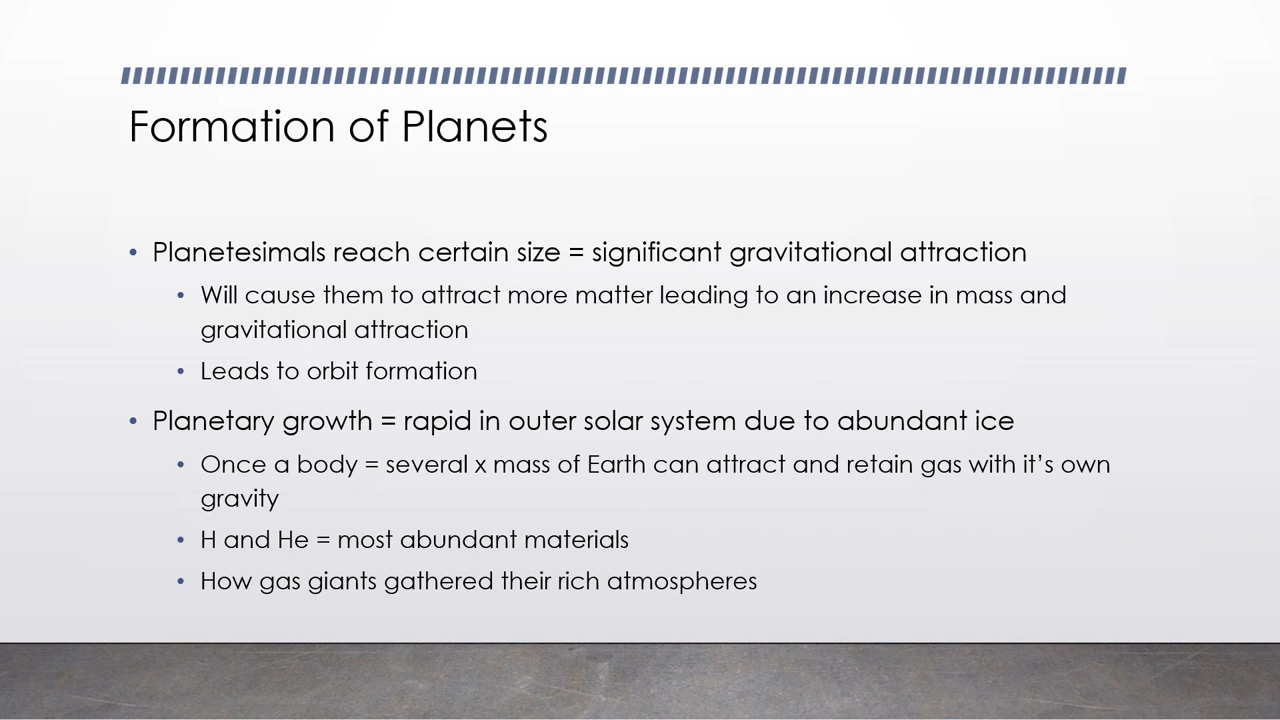 Formation of Planets
• Planetesimals reach certain size = significant gravitational attraction
• Will cause them to attract more matter leading to an increase in mass and
gravitational attraction
• Leads to orbit formation
• Planetary growth = rapid in outer solar system due to abundant ice
• Once a body = several x mass of Earth can attract and retain gas with it’s own
gravity
• H and He = most abundant materials
• How gas giants gathered their rich atmospheres